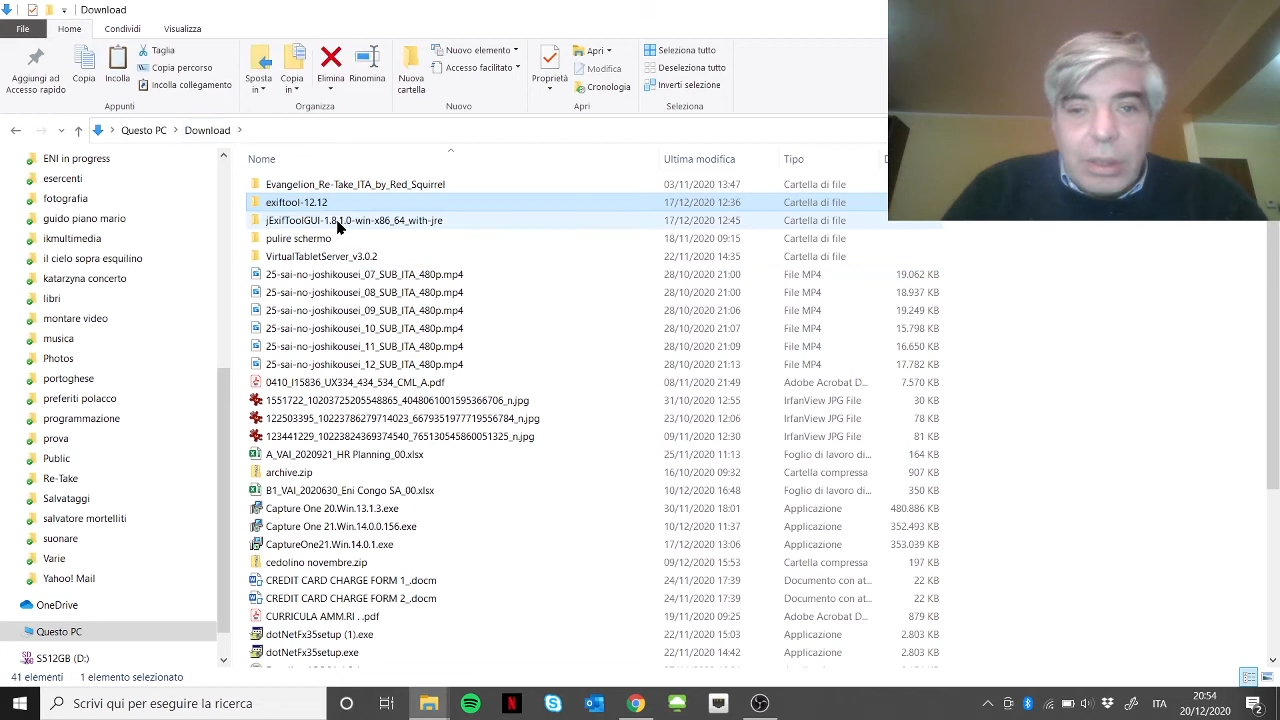 Download
File Home Condividi Visualizza
Aggiungi ad Accesso rapido
Copia
Incolla
Taglia
Copia percorso
Incolla collegamento
Appunti
Sposta in
Copia in
Elimina
Rinomina
Organizza
Nuova cartella
Nuovo elemento
Accesso facilitato
Nuovo
Proprietà
Apri
Modifica
Cronologia
Apri
Seleziona tutto
Deseleziona tutto
Inverti selezione
Seleziona
Questo PC > Download >
ENI in progress
esercenti
fotografia
guido piano mario
ikmultimedia
il cielo sopra esquilino
katarzyna concerto
libri
montare video
musica
Photos
portoghese
preferiti polacco
programmazione
prova
Public
Re-Take
Salvataggi
salvatore mortelliti
suonare
Varie
Yahoo! Mail
OneDrive
Questo PC
S512GB (D:)
Nome Ultima modifica Tipo D
Evangelion_Re-Take_ITA_by_Red_Squirrel 03/11/2020 13:47 Cartella di file
exiftool-12.12 17/12/2020 12:36 Cartella di file
jExifToolGUI-1.8.1.0-win-x86_64_with-jre 17/12/2020 12:45 Cartella di file
pulire schermo 18/11/2020 09:15 Cartella di file
VirtualTabletServer_v3.0.2 22/11/2020 14:35 Cartella di file
25-sai-no-joshikousei_07_SUB_ITA_480p.mp4 28/10/2020 21:00 File MP4 19.062 KB
25-sai-no-joshikousei_08_SUB_ITA_480p.mp4 28/10/2020 21:00 File MP4 18.937 KB
25-sai-no-joshikousei_09_SUB_ITA_480p.mp4 28/10/2020 21:06 File MP4 19.249 KB
25-sai-no-joshikousei_10_SUB_ITA_480p.mp4 28/10/2020 21:07 File MP4 15.798 KB
25-sai-no-joshikousei_11_SUB_ITA_480p.mp4 28/10/2020 21:09 File MP4 16.650 KB
25-sai-no-joshikousei_12_SUB_ITA_480p.mp4 28/10/2020 21:13 File MP4 17.782 KB
0410_I15836_UX334_434_534_CML_A.pdf 08/11/2020 21:49 Adobe Acrobat D... 7.570 KB
1551722_10203725205548865_4048061001595366706_n.jpg 31/10/2020 12:55 IrfanView JPG File 30 KB
122503395_10223786279714023_6679351977719556784_n.jpg 23/10/2020 12:06 IrfanView JPG File 78 KB
123441229_10223824369374540_765130545860051325_n.jpg 09/11/2020 12:30 IrfanView JPG File 81 KB
A_VAI_2020921_HR Planning_00.xlsx 25/11/2020 11:13 Foglio di lavoro di... 164 KB
archive.zip 16/10/2020 09:32 Cartella compressa 907 KB
B1_VAI_2020630_Eni Congo SA_00.xlsx 10/12/2020 16:48 Foglio di lavoro di... 350 KB
Capture One 20.Win.13.1.3.exe 30/11/2020 18:01 Applicazione 480.886 KB
Capture One 21.Win.14.0.0.156.exe 10/12/2020 11:37 Applicazione 352.493 KB
CaptureOne21.Win.14.0.1.exe 17/12/2020 13:06 Applicazione 353.039 KB
cedolino novembre.zip 09/12/2020 15:53 Cartella compressa 197 KB
CREDIT CARD CHARGE FORM 1_.docm 24/11/2020 17:39 Documento con at... 22 KB
CREDIT CARD CHARGE FORM 2_.docm 24/11/2020 17:39 Documento con at... 22 KB
CURRICULA AMM.RI . .pdf 19/11/2020 09:25 Adobe Acrobat D... 879 KB
dotNetFx35setup (1).exe 22/11/2020 15:03 Applicazione 2.803 KB
dotNetFx35setup.exe 22/11/2020 14:42 Applicazione 2.803 KB
41 elementi 1 elemento selezionato
Scrivi qui per eseguire la ricerca
ITA
20:54
20/12/2020
2